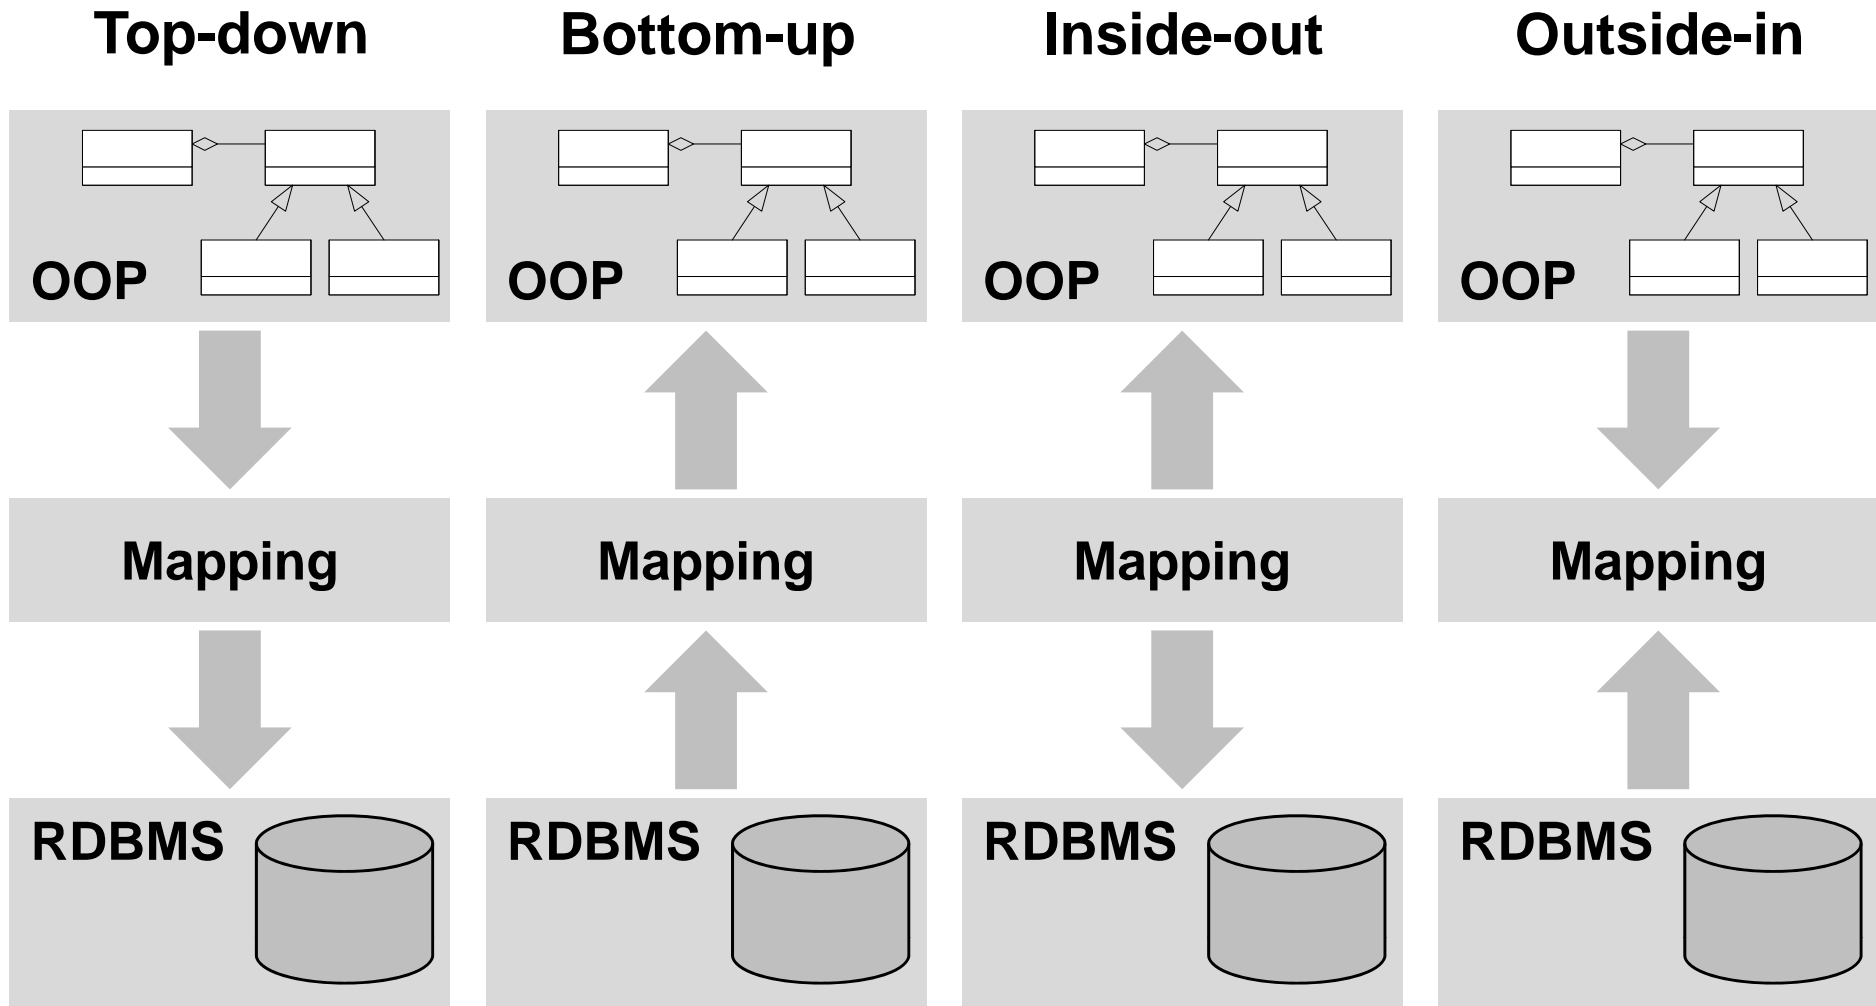 Top-down
Bottom-up
Inside-out
Outside-in
OOP
OOP
OOP
OOP
Mapping
Mapping
Mapping
Mapping
RDBMS
RDBMS
RDBMS
RDBMS